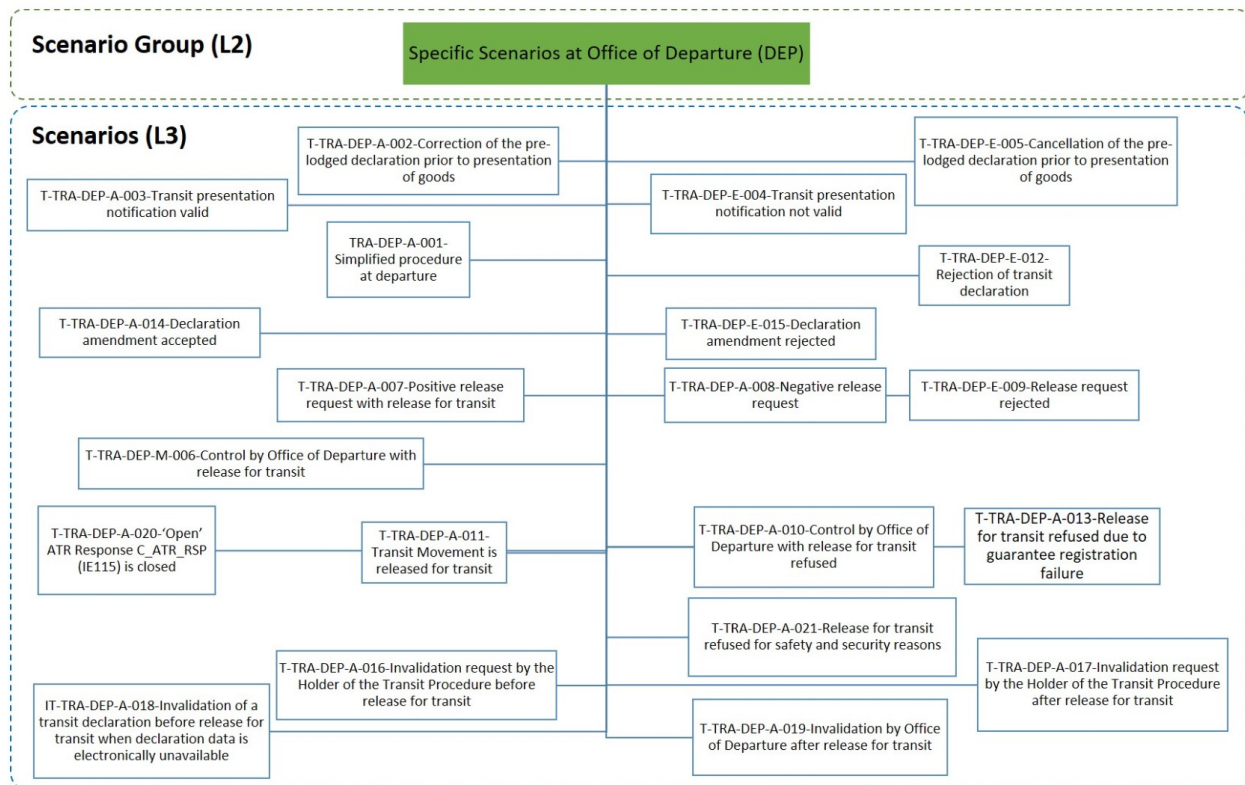 Scenario Group (L2)
Specific Scenarios at Office of Departure (DEP)
Scenarios (L3)
T-TRA-DEP-A-002-Correction of the pre-
lodged declaration prior to presentation
of goods
T-TRA-DEP-E-005-Cancellation of the pre-
lodged declaration prior to presentation of
goods
T-TRA-DEP-A-003-Transit presentation
notification valid
T-TRA-DEP-E-004-Transit presentation
notification not valid
TRA-DEP-A-001-
Simplified procedure
at departure
T-TRA-DEP-E-012-
Rejection of transit
declaration
T-TRA-DEP-A-014-Declaration
amendment accepted
T-TRA-DEP-E-015-Declaration
amendment rejected
T-TRA-DEP-A-007-Positive release
request with release for transit
T-TRA-DEP-A-008-Negative release
request
T-TRA-DEP-E-009-Release request
rejected
T-TRA-DEP-M-006-Control by Office of Departure with
release for transit
T-TRA-DEP-A-020-‘Open’
ATR Response C_ATR_RSP
(IE115) is closed
T-TRA-DEP-A-011-
Transit Movement is
released for transit
T-TRA-DEP-A-010-Control by Office of
Departure with release for transit
refused
T-TRA-DEP-A-013-Release
for transit refused due to
guarantee registration
failure
T-TRA-DEP-A-021-Release for transit
refused for safety and security reasons
T-TRA-DEP-A-016-Invalidation request by the
Holder of the Transit Procedure before
release for transit
T-TRA-DEP-A-017-Invalidation request
by the Holder of the Transit Procedure
after release for transit
IT-TRA-DEP-A-018-Invalidation of a
transit declaration before release for
transit when declaration data is
electronically unavailable
T-TRA-DEP-A-019-Invalidation by Office
of Departure after release for transit